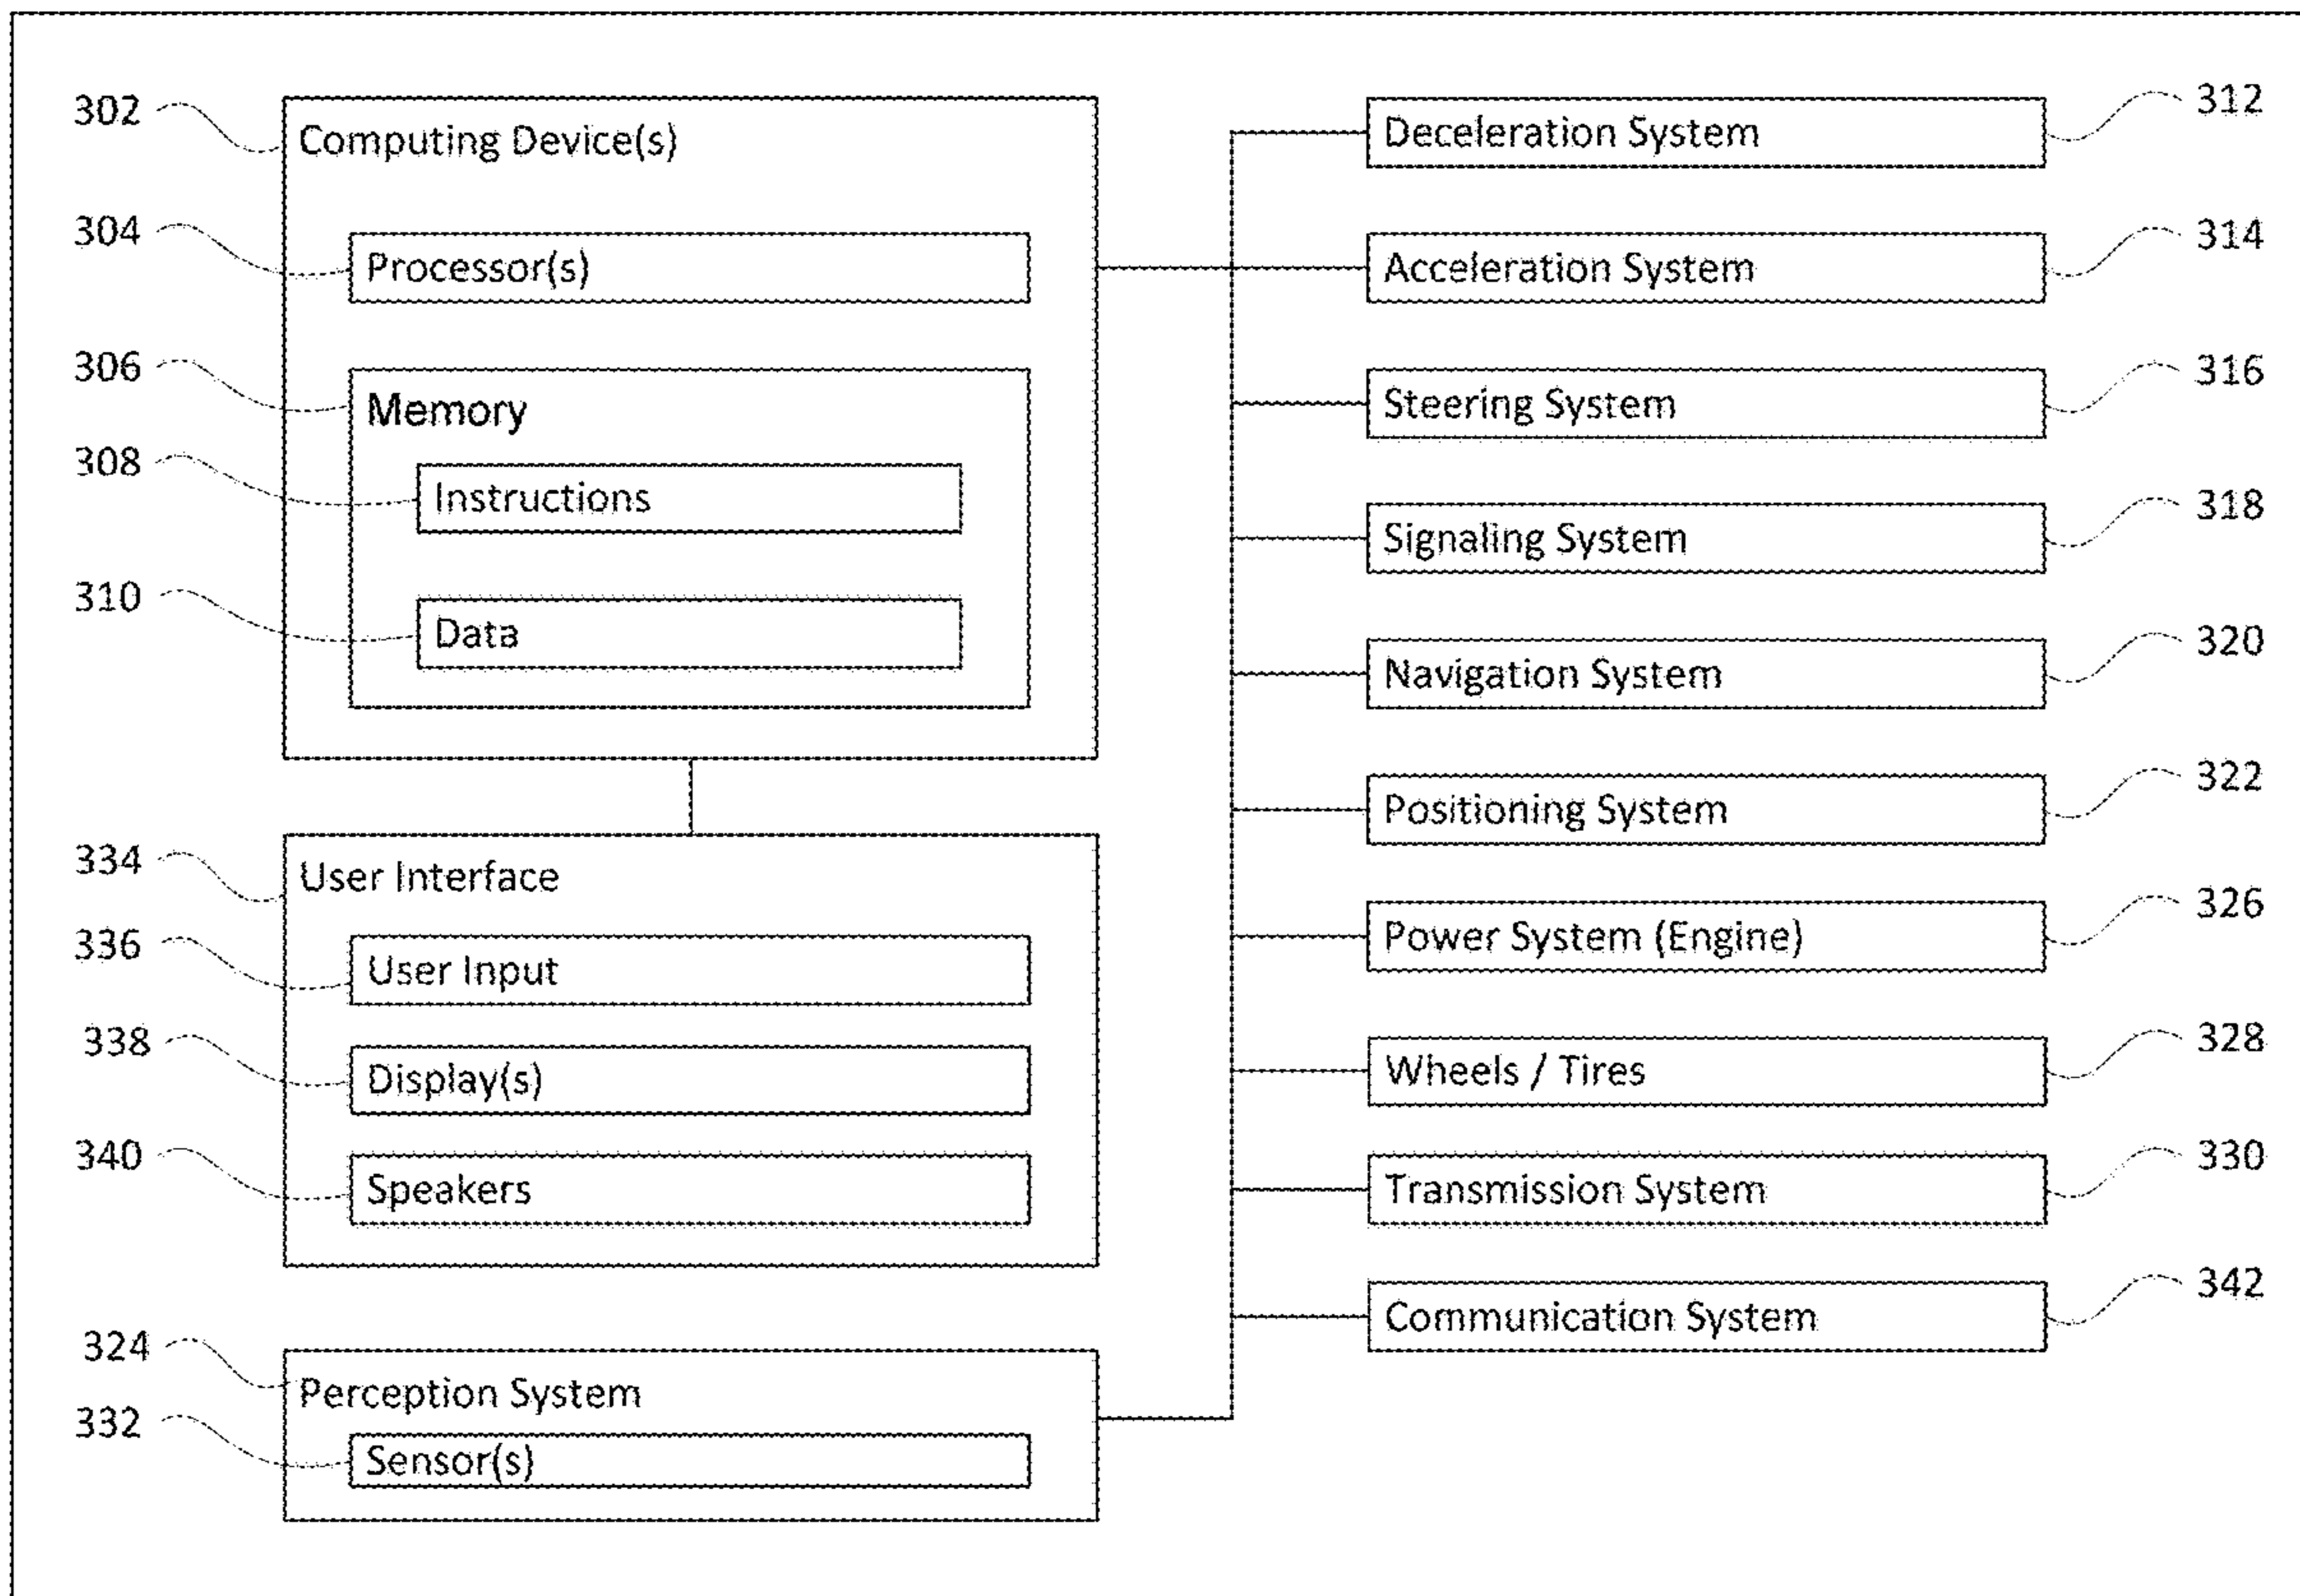 302
Computing Device(s)
304
Processor(s)
306
Memory
308
Instructions
310
Data
334
User Interface
336
User Input
338
Display(s)
340
Speakers
324
Perception System
332
Sensor(s)
Deceleration System
312
Acceleration System
314
Steering System
316
Signaling System
318
Navigation System
320
Positioning System
322
Power System (Engine)
326
Wheels / Tires
328
Transmission System
330
Communication System
342